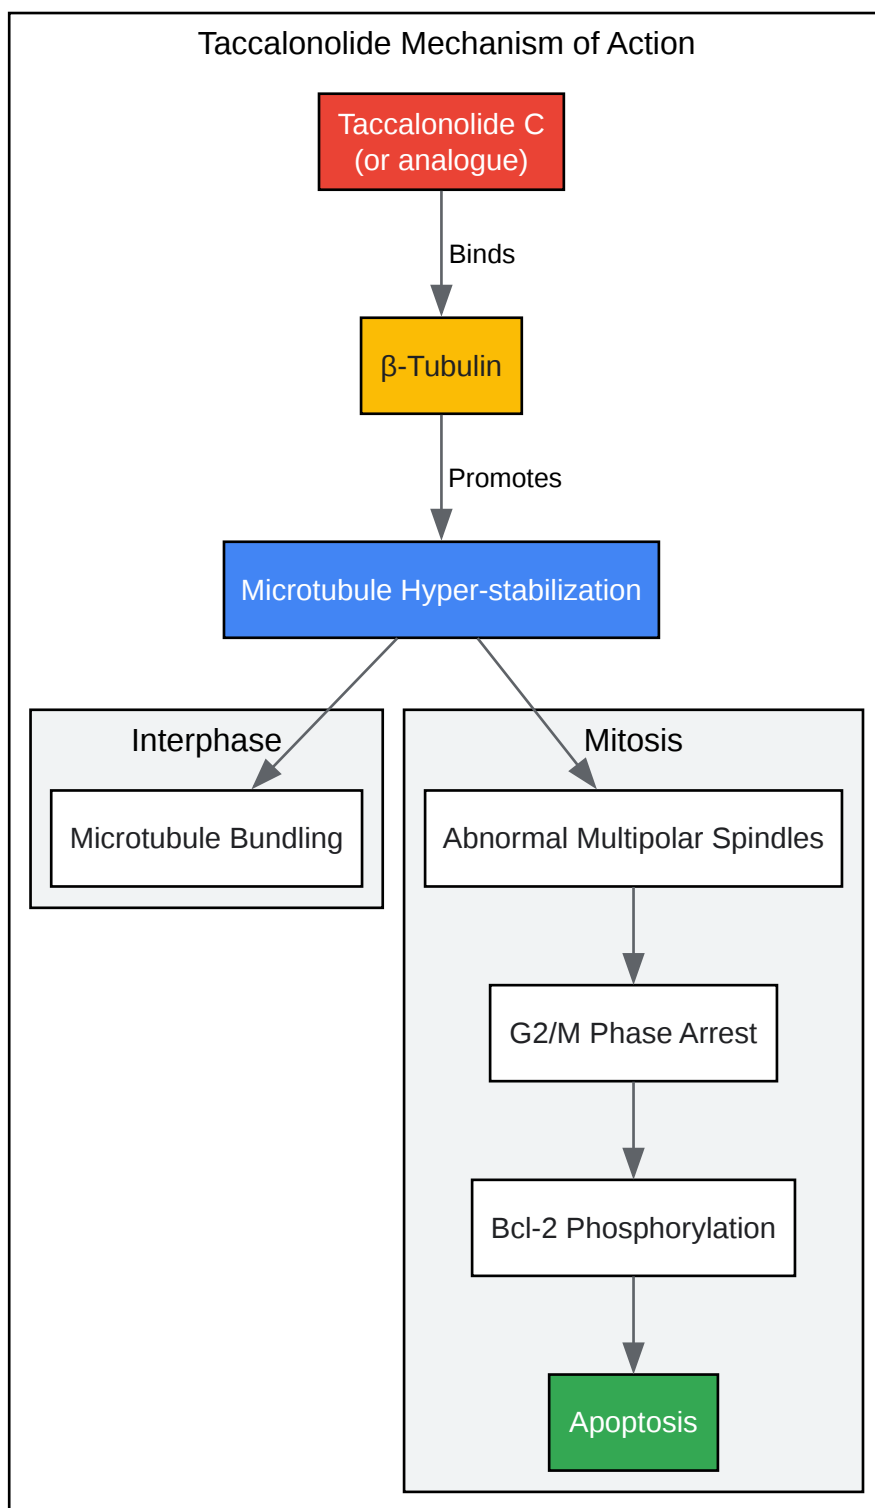 Taccalonolide Mechanism of Action
Taccalonolide C
(or analogue)
Binds
β-Tubulin
Promotes
Microtubule Hyper-stabilization
Interphase
Microtubule Bundling
Mitosis
Abnormal Multipolar Spindles
G2/M Phase Arrest
Bcl-2 Phosphorylation
Apoptosis